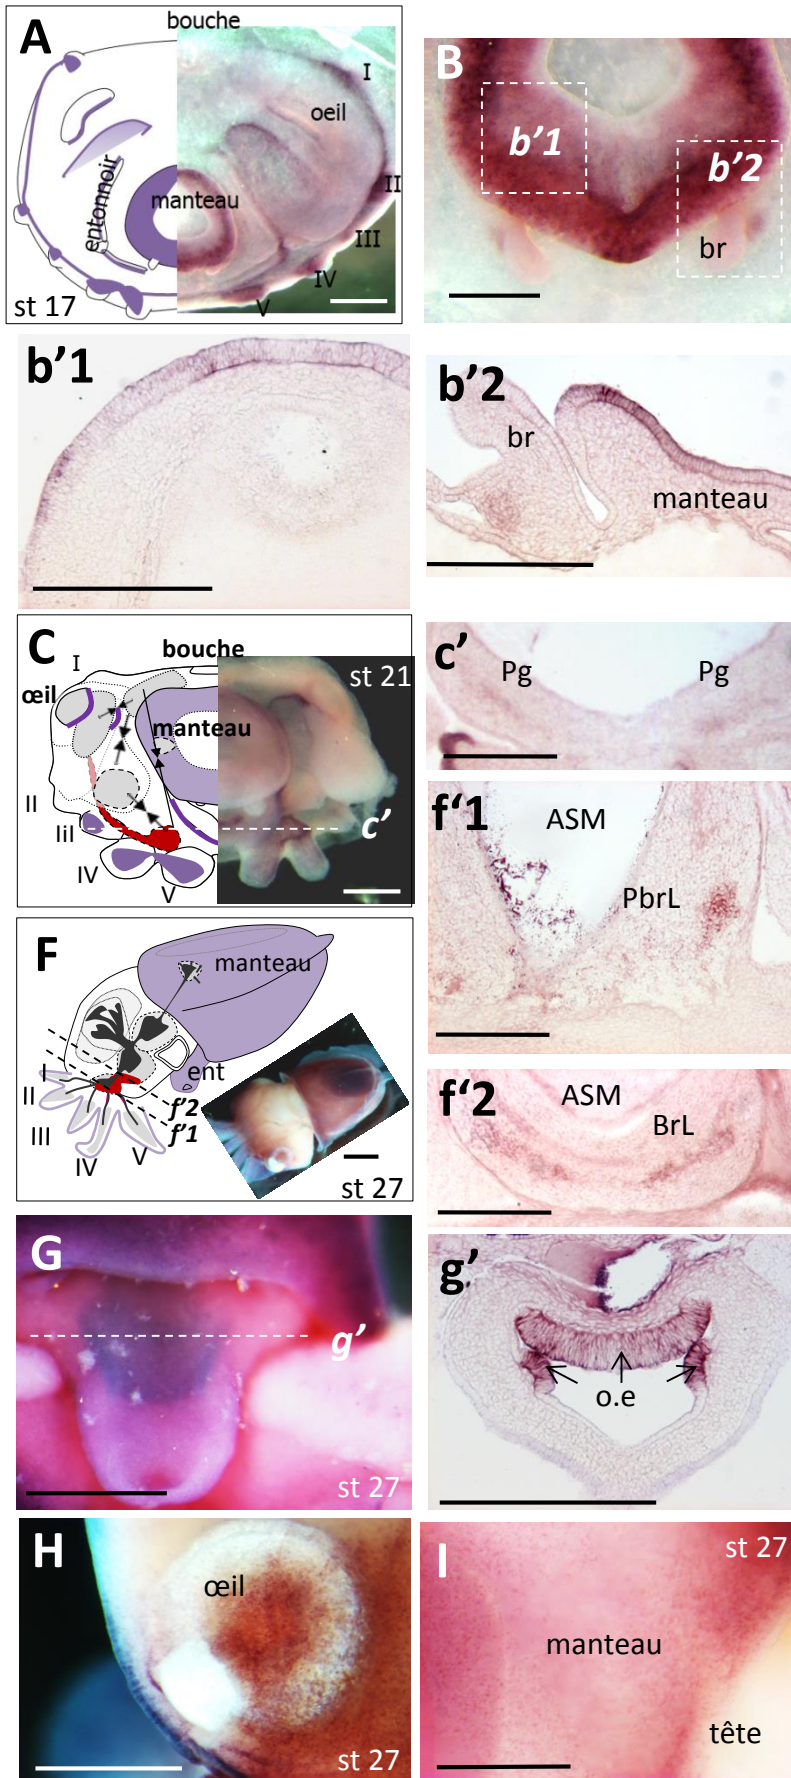 A
bouche
I
oeil
II
manteau
entonnoir
III
IV
V
st 17
B
b’1
b’2
br
b’1
b’2
br
manteau
C
bouche
st 21
I
œil
manteau
II
Iil
c’
IV
V
c’
Pg
Pg
f‘1
ASM
PbrL
F
manteau
ent
I
II
f’2
III
f’1
IV
V
st 27
f‘2
ASM
BrL
G
g’
st 27
g’
o.e
H
œil
st 27
I
st 27
manteau
tête